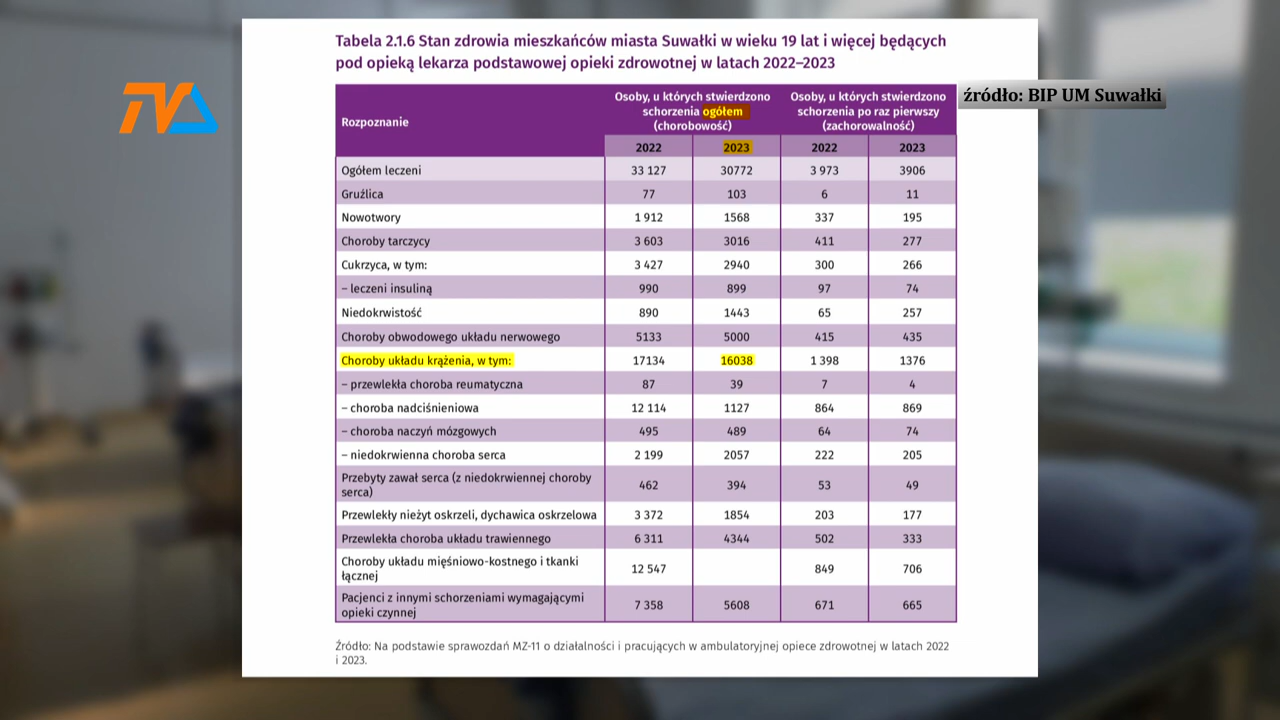 Tabela 2.1.6 Stan zdrowia mieszkańców miasta Suwałki w wieku 19 lat i więcej będących
pod opieką lekarza podstawowej opieki zdrowotnej w latach 2022–2023
TVA
źródło: BIP UM Suwałki
Rozpoznanie
Osoby, u których stwierdzono
schorzenia ogółem
(chorobowość)
Osoby, u których stwierdzono
schorzenia po raz pierwszy
(zachorowalność)
2022 2023 2022 2023
Ogółem leczeni 33 127 30772 3 973 3906
Gruźlica 77 103 6 11
Nowotwory 1 912 1568 337 195
Choroby tarczycy 3 603 3016 411 277
Cukrzyca, w tym: 3 427 2940 300 266
– leczeni insuliną 990 899 97 74
Niedokrwistość 890 1443 65 257
Choroby obwodowego układu nerwowego 5133 5000 415 435
Choroby układu krążenia, w tym: 17134 16038 1 398 1376
– przewlekła choroba reumatyczna 87 39 7 4
– choroba nadciśnieniowa 12 114 1127 864 869
– choroba naczyń mózgowych 495 489 64 74
– niedokrwienna choroba serca 2 199 2057 222 205
Przebyty zawał serca (z niedokrwiennej choroby
serca) 462 394 53 49
Przewlekły nieżyt oskrzeli, dychawica oskrzelowa 3 372 1854 203 177
Przewlekła choroba układu trawiennego 6 311 4344 502 333
Choroby układu mięśniowo-kostnego i tkanki
łącznej 12 547 849 706
Pacjenci z innymi schorzeniami wymagającymi
opieki czynnej 7 358 5608 671 665
Źródło: Na podstawie sprawozdań MZ-11 o działalności i pracujących w ambulatoryjnej opiece zdrowotnej w latach 2022
i 2023.